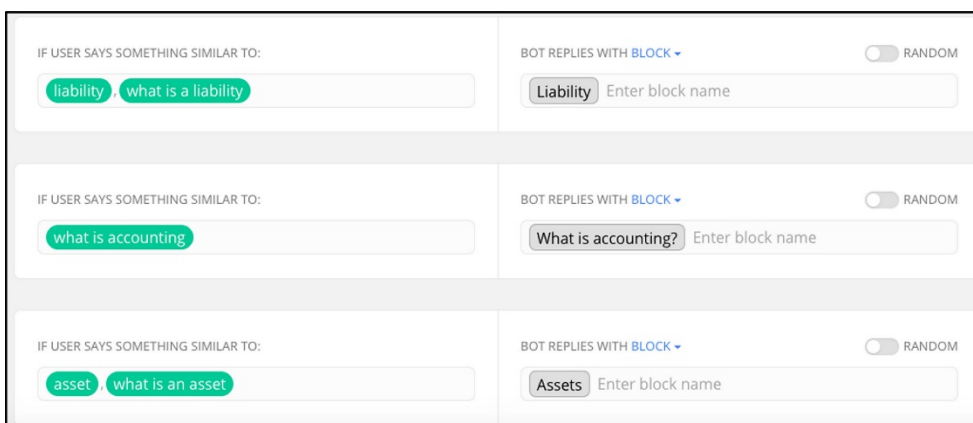 IF USER SAYS SOMETHING SIMILAR TO:
BOT REPLIES WITH BLOCK RANDOM
liability, what is a liability
Liability Enter block name
IF USER SAYS SOMETHING SIMILAR TO:
BOT REPLIES WITH BLOCK RANDOM
what is accounting
What is accounting? Enter block name
IF USER SAYS SOMETHING SIMILAR TO:
BOT REPLIES WITH BLOCK RANDOM
asset, what is an asset
Assets Enter block name